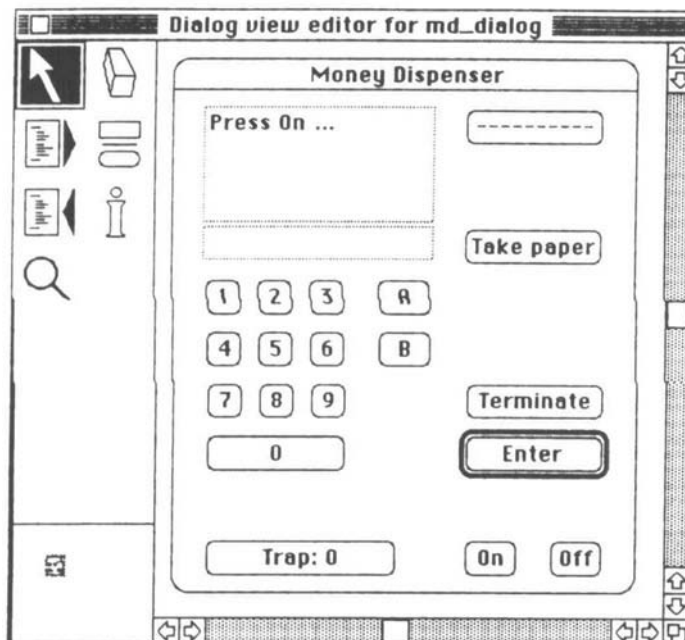 Dialog view editor for md_dialog
Money Dispenser
Press On ...
----------
Take paper
1 2 3 A
4 5 6 B
7 8 9 Terminate
0 Enter
Trap: 0 On Off